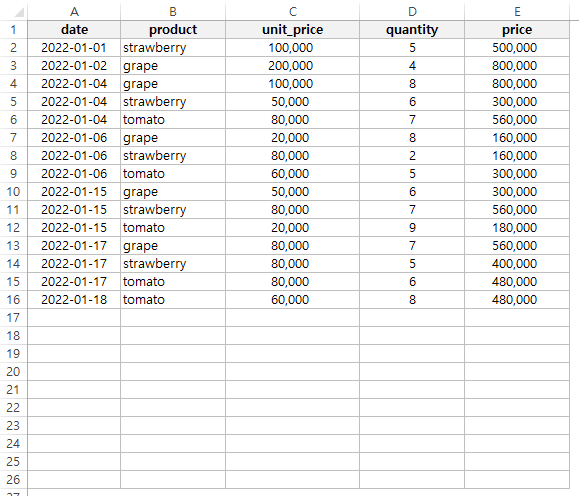 A B C D E
1 date product unit_price quantity price
2 2022-01-01 strawberry 100,000 5 500,000
3 2022-01-02 grape 200,000 4 800,000
4 2022-01-04 grape 100,000 8 800,000
5 2022-01-04 strawberry 50,000 6 300,000
6 2022-01-04 tomato 80,000 7 560,000
7 2022-01-06 grape 20,000 8 160,000
8 2022-01-06 strawberry 80,000 2 160,000
9 2022-01-06 tomato 60,000 5 300,000
10 2022-01-15 grape 50,000 6 300,000
11 2022-01-15 strawberry 80,000 7 560,000
12 2022-01-15 tomato 20,000 9 180,000
13 2022-01-17 grape 80,000 7 560,000
14 2022-01-17 strawberry 80,000 5 400,000
15 2022-01-17 tomato 80,000 6 480,000
16 2022-01-18 tomato 60,000 8 480,000
17
18
19
20
21
22
23
24
25
26
27